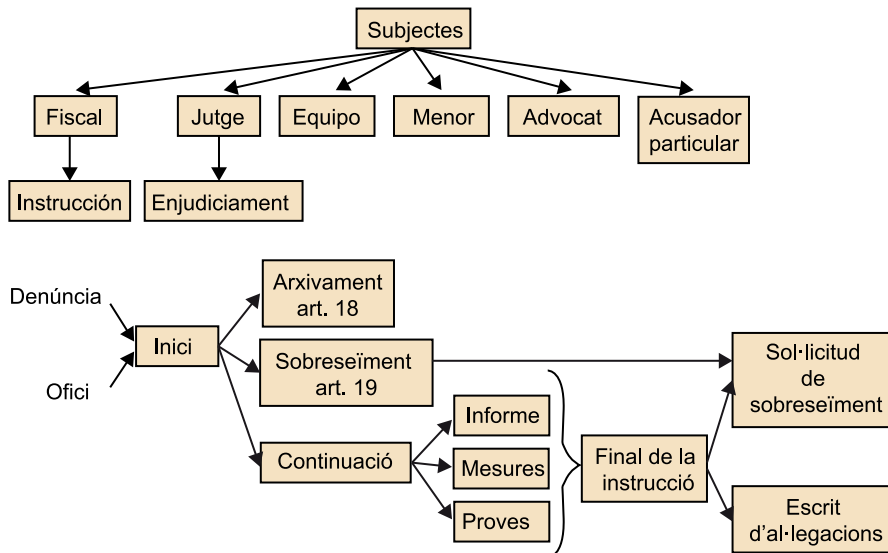 Subjectes
Fiscal
Jutge
Equipo
Menor
Advocat
Acusador
particular
Instrucción
Enjudiciament
Denúncia
Ofici
Inici
Arxivament
art. 18
Sobreseïment
art. 19
Continuació
Informe
Mesures
Proves
Final de la
instrucció
Sol·licitud
de
sobreseïment
Escrit
d'al·legacions